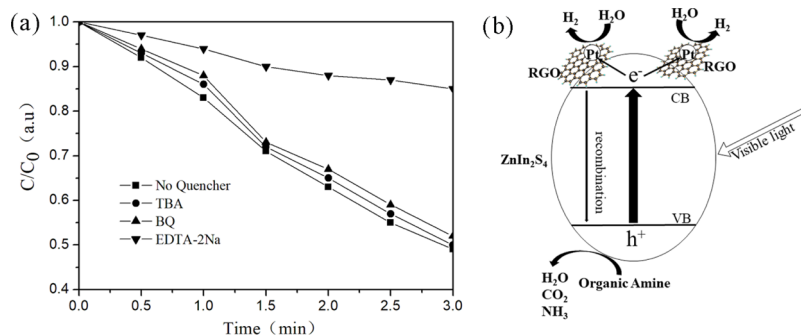 (a)
1.0
0.9
0.8
0.7
0.6
0.5
0.4
C/C₀ (a.u)
No Quencher
TBA
BQ
EDTA-2Na
0.0 0.5 1.0 1.5 2.0 2.5 3.0
Time (min)
(b)
H₂ H₂O H₂O H₂
Pt Pt
RGO e⁻ RGO
CB
recombination
Visible light
ZnIn₂S₄
VB
h⁺
H₂O Organic Amine
CO₂
NH₃